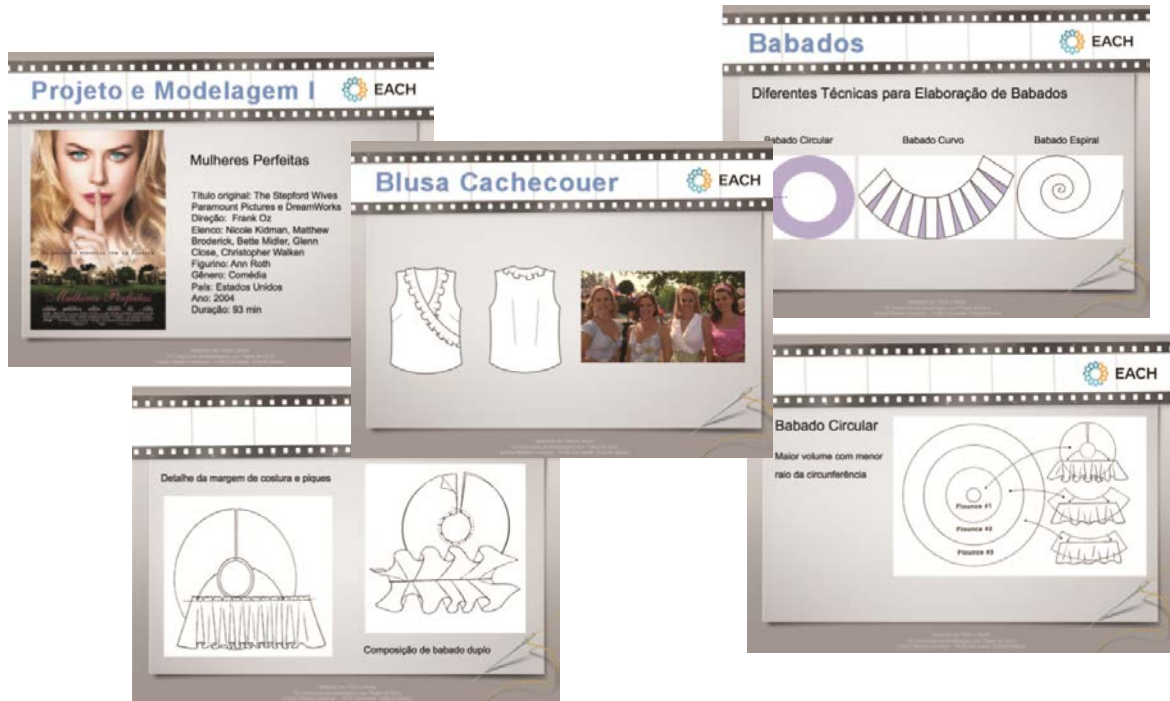 Projeto e Modelagem I
EACH
Mulheres Perfeitas
Título original: The Stepford Wives
Paramount Pictures e DreamWorks
Direção: Frank Oz
Elenco: Nicole Kidman, Matthew
Broderick, Bette Midler, Glenn
Close, Christopher Walken
Figurino: Ann Roth
Gênero: Comédia
País: Estados Unidos
Ano: 2004
Duração: 93 min
Mulheres Perfeitas
Blusa Cachecouer
EACH
Babados
EACH
Diferentes Técnicas para Elaboração de Babados
Babado Circular
Babado Curvo
Babado Espiral
Detalhe da margem de costura e piques
Composição de babado duplo
EACH
Babado Circular
Maior volume com menor
raio da circunferência
Flounce #1
Flounce #2
Flounce #3